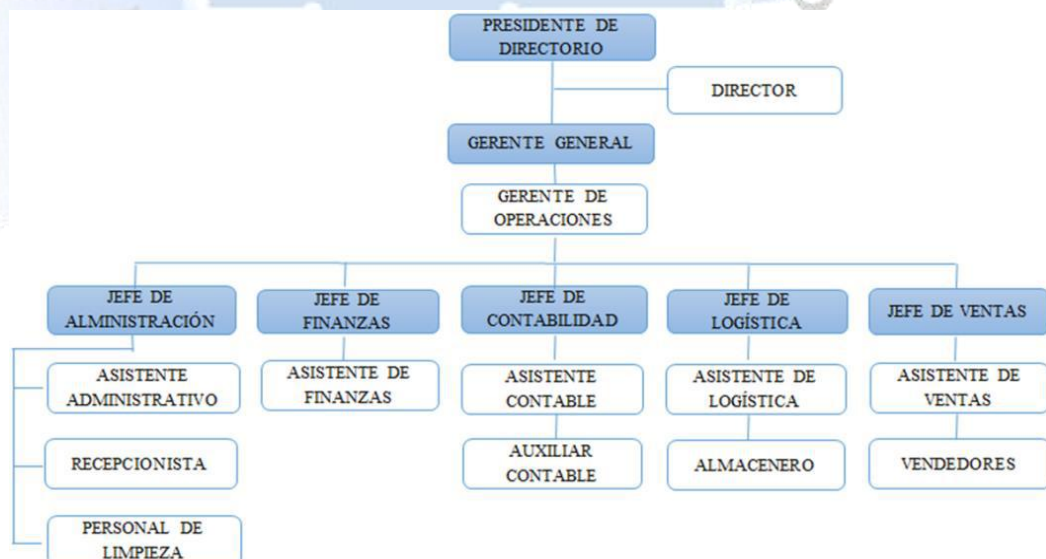 PRESIDENTE DE
DIRECTORIO
DIRECTOR
GERENTE GENERAL
GERENTE DE
OPERACIONES
JEFE DE
ALMINISTRACIÓN
JEFE DE
FINANZAS
JEFE DE
CONTABILIDAD
JEFE DE
LOGÍSTICA
JEFE DE VENTAS
ASISTENTE
ADMINISTRATIVO
ASISTENTE DE
FINANZAS
ASISTENTE
CONTABLE
ASISTENTE DE
LOGÍSTICA
ASISTENTE DE
VENTAS
RECEPCIONISTA
AUXILIAR
CONTABLE
ALMACENERO
VENDEDORES
PERSONAL DE
LIMPIEZA